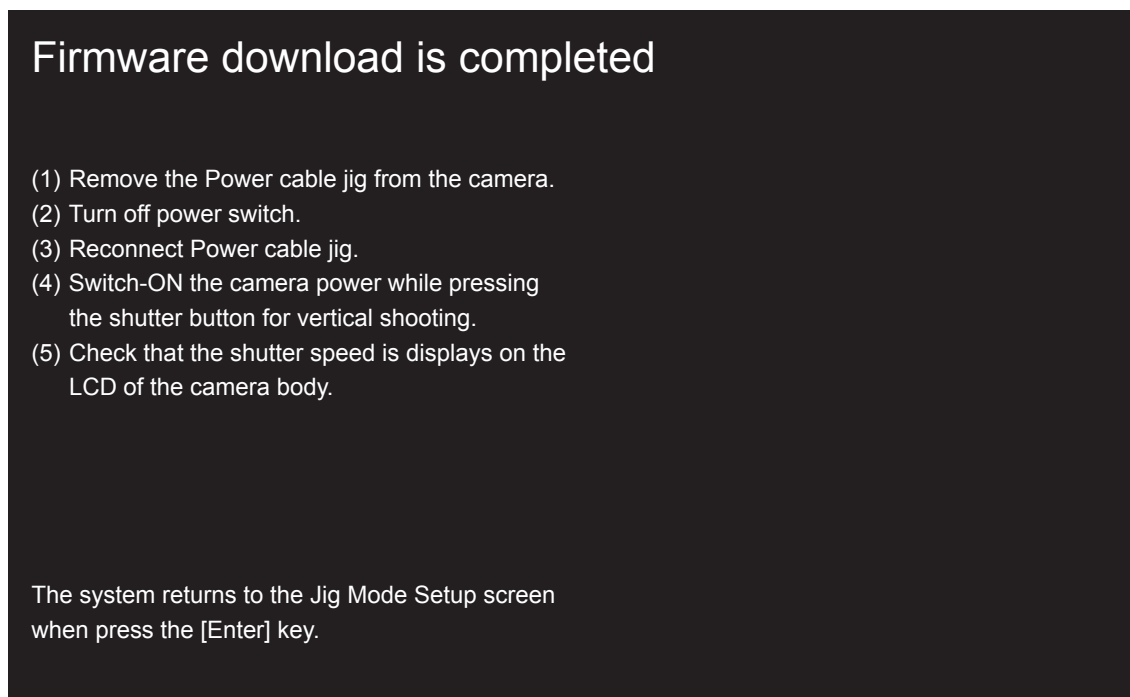 Firmware download is completed
(1) Remove the Power cable jig from the camera.
(2) Turn off power switch.
(3) Reconnect Power cable jig.
(4) Switch-ON the camera power while pressing
the shutter button for vertical shooting.
(5) Check that the shutter speed is displays on the
LCD of the camera body.
The system returns to the Jig Mode Setup screen
when press the [Enter] key.